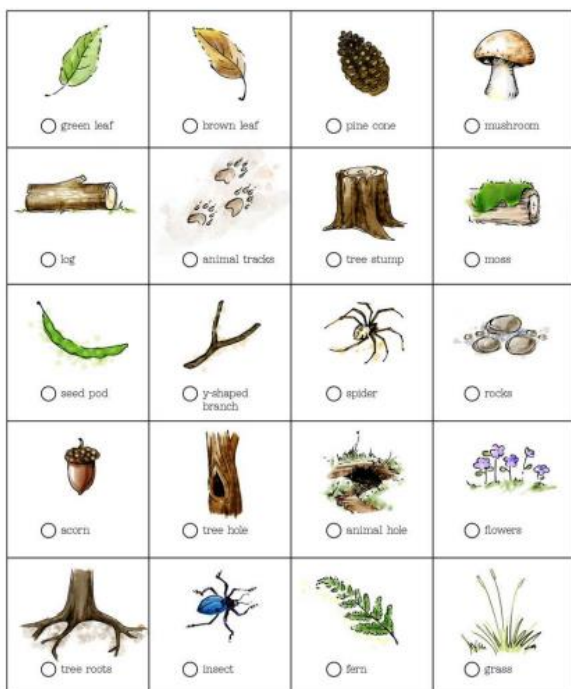 green leaf
brown leaf
pine cone
mushroom
log
animal tracks
tree stump
moss
seed pod
y-shaped
branch
spider
rocks
acorn
tree hole
animal hole
flowers
tree roots
insect
fern
grass